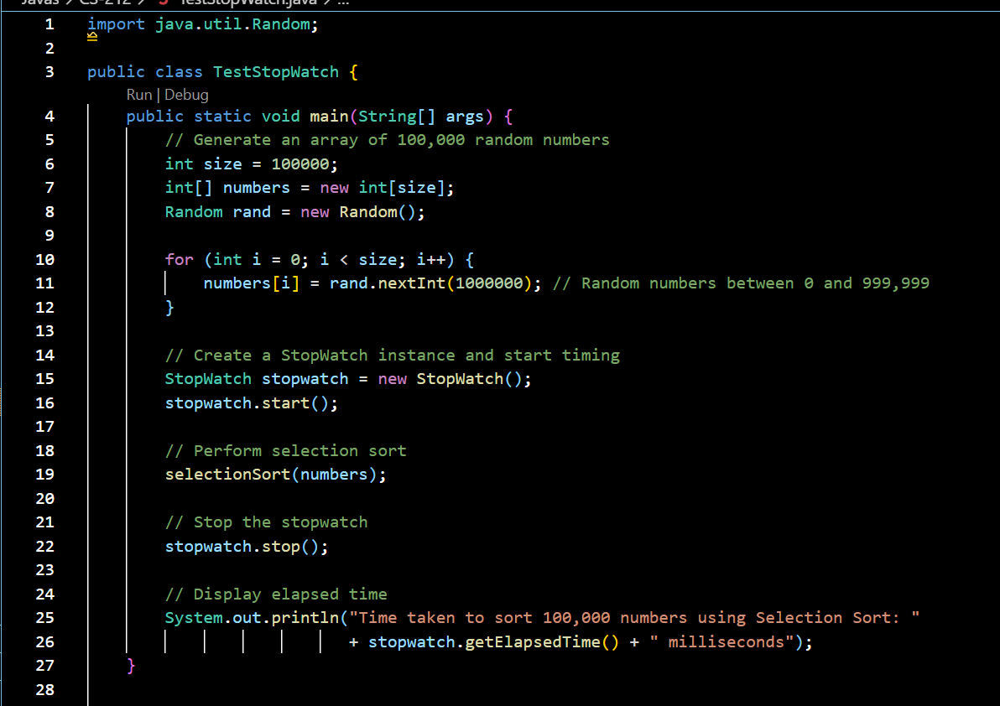 Javas > CS-212 > J TestStopWatch.java > ...
1 import java.util.Random;
2
3 public class TestStopWatch {
Run | Debug
4 public static void main(String[] args) {
5 // Generate an array of 100,000 random numbers
6 int size = 100000;
7 int[] numbers = new int[size];
8 Random rand = new Random();
9
10 for (int i = 0; i < size; i++) {
11 numbers[i] = rand.nextInt(1000000); // Random numbers between 0 and 999,999
12 }
13
14 // Create a StopWatch instance and start timing
15 StopWatch stopwatch = new StopWatch();
16 stopwatch.start();
17
18 // Perform selection sort
19 selectionSort(numbers);
20
21 // Stop the stopwatch
22 stopwatch.stop();
23
24 // Display elapsed time
25 System.out.println("Time taken to sort 100,000 numbers using Selection Sort: "
26 + stopwatch.getElapsedTime() + " milliseconds");
27 }
28